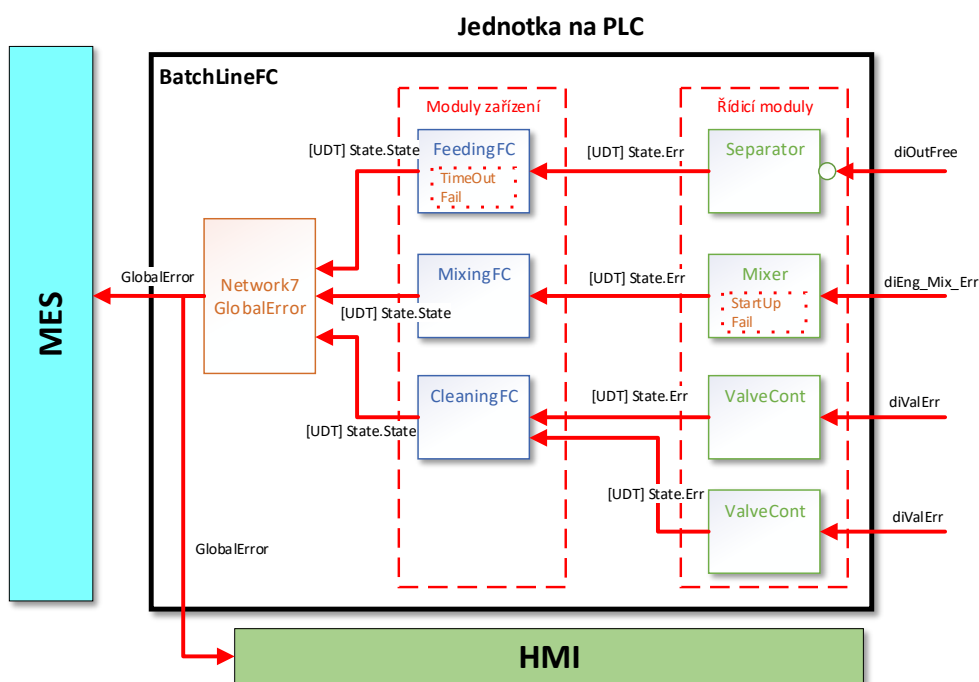 Jednotka na PLC
BatchLineFC
Moduly zařízení
Řídicí moduly
[UDT] State.State
FeedingFC
TimeOut
Fail
[UDT] State.Err
Separator
diOutFree
MES
GlobalError
Network7
GlobalError
MixingFC
[UDT] State.State
[UDT] State.Err
Mixer
StartUp
Fail
diEng_Mix_Err
CleaningFC
[UDT] State.State
[UDT] State.Err
ValveCont
diValErr
[UDT] State.Err
ValveCont
diValErr
GlobalError
HMI